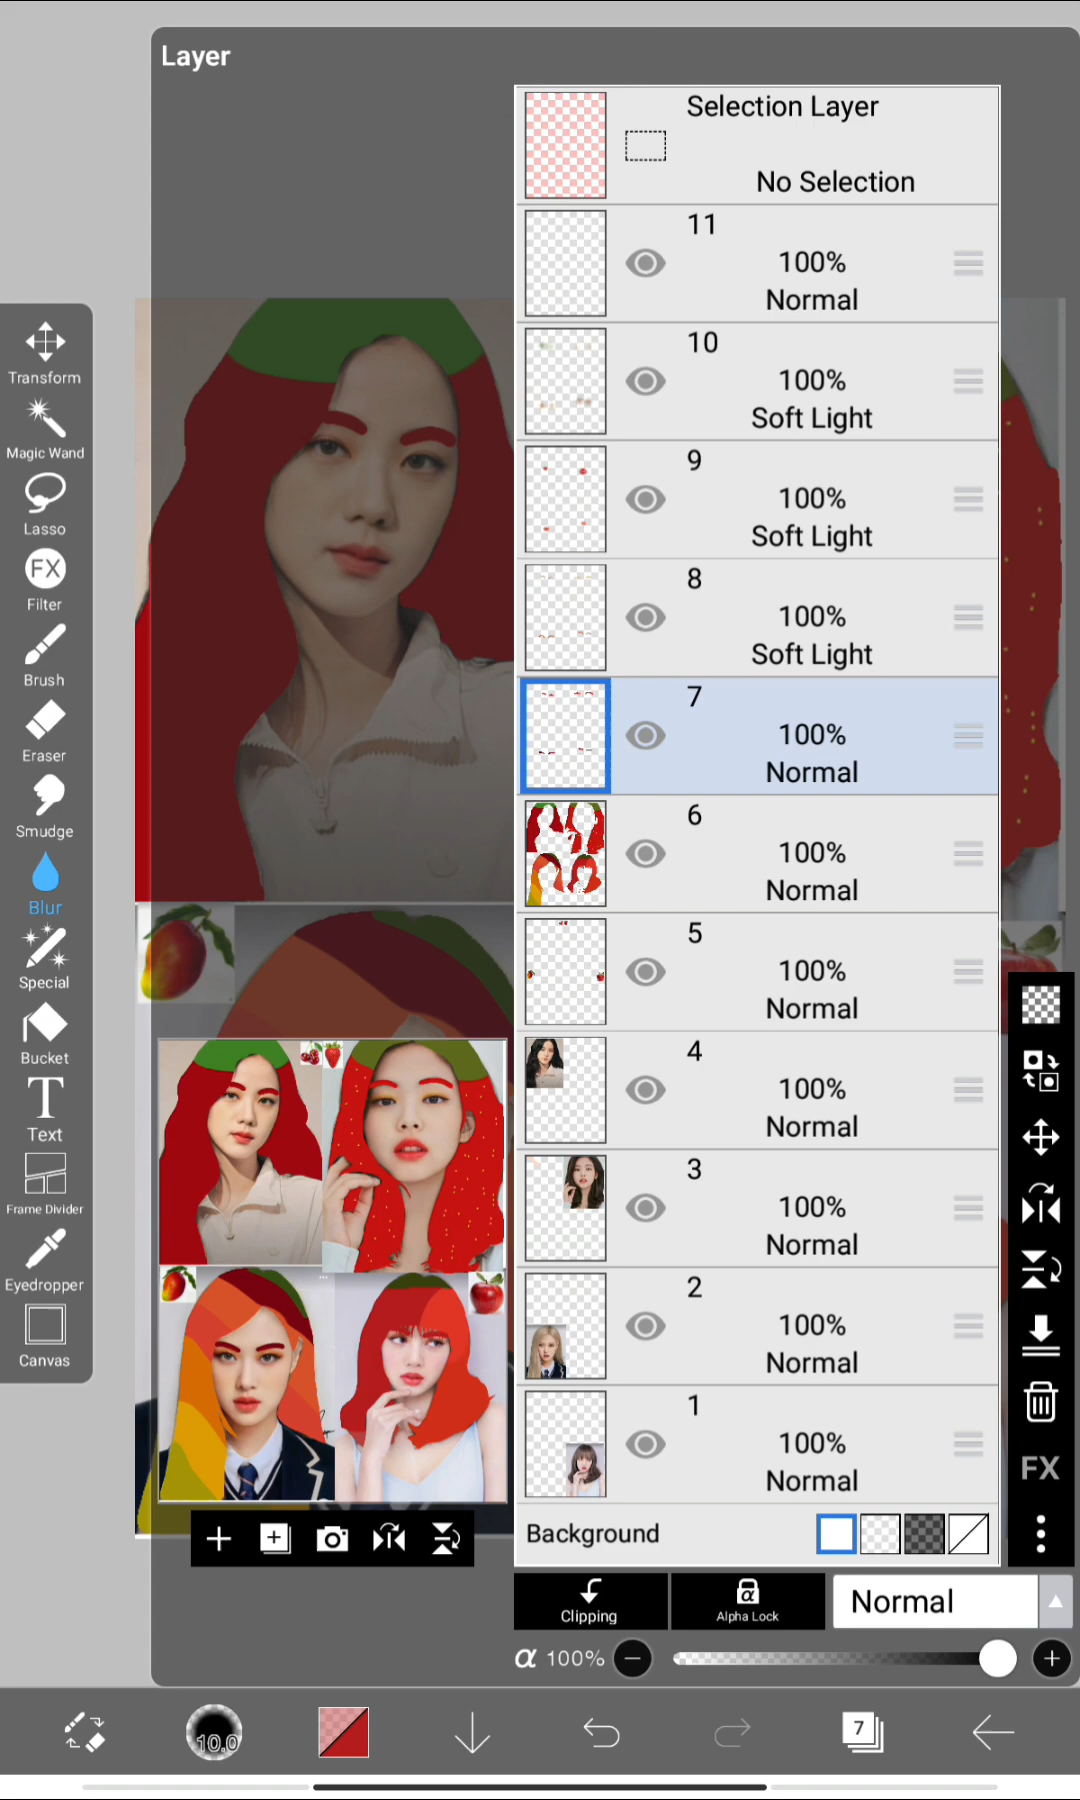 Layer
Selection Layer
No Selection
11
100%
Normal
10
100%
Soft Light
9
100%
Soft Light
8
100%
Soft Light
7
100%
Normal
6
100%
Normal
5
100%
Normal
4
100%
Normal
3
100%
Normal
2
100%
Normal
1
100%
Normal
Background
Transform
Magic Wand
Lasso
FX
Filter
Brush
Eraser
Smudge
Blur
Special
Bucket
T
Text
Frame Divider
Eyedropper
Canvas
FX
Clipping
α
Alpha Lock
Normal
α 100%
10.0
7